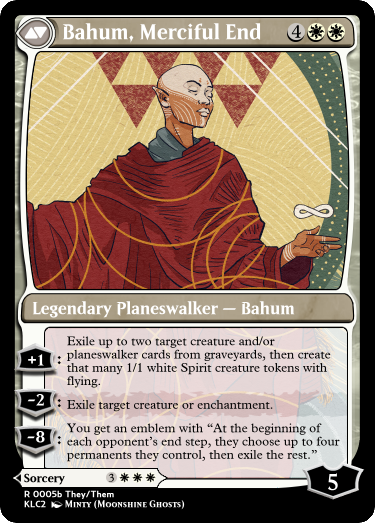 Bahum, Merciful End 4
Legendary Planeswalker — Bahum
+1: Exile up to two target creature and/or
planeswalker cards from graveyards, then create
that many 1/1 white Spirit creature tokens with
flying.
-2: Exile target creature or enchantment.
-8: You get an emblem with “At the beginning of
each opponent’s end step, they choose up to four
permanents they control, then exile the rest.”
Sorcery 3
5
R 0005b They/Them
KLC2 Minty (Moonshine Ghosts)